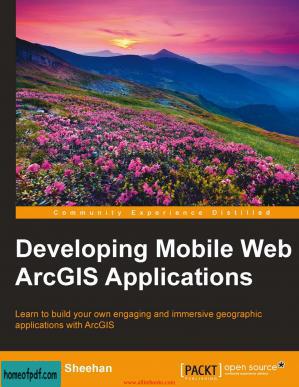 Community Experience Distilled
Developing Mobile Web
ArcGIS Applications
Learn to build your own engaging and immersive geographic
applications with ArcGIS
homeofpdf.com
Sheehan
PACKT
PUBLISHING
open source*
www.allitebooks.com